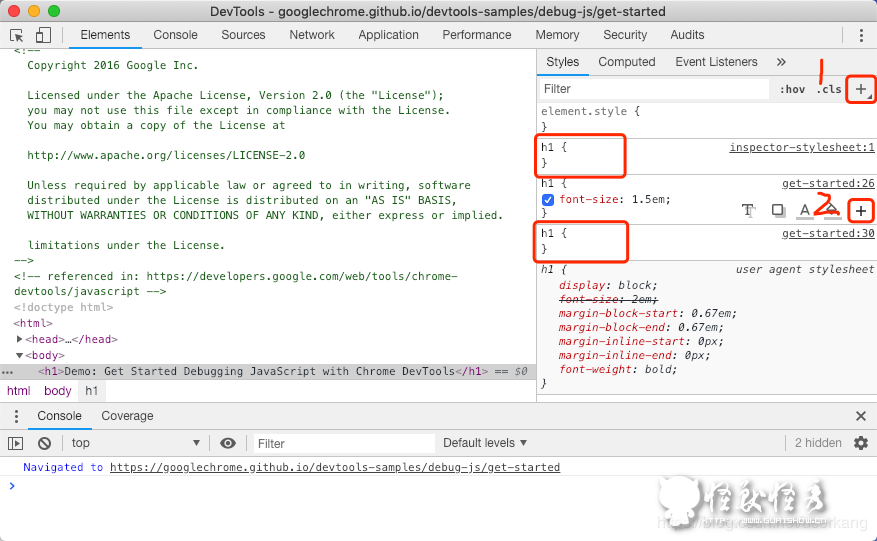 DevTools - googlechrome.github.io/devtools-samples/debug-js/get-started
Elements Console Sources Network Application Performance Memory Security Audits
<!--
Copyright 2016 Google Inc.
Licensed under the Apache License, Version 2.0 (the "License");
you may not use this file except in compliance with the License.
You may obtain a copy of the License at
http://www.apache.org/licenses/LICENSE-2.0
Unless required by applicable law or agreed to in writing, software
distributed under the License is distributed on an "AS IS" BASIS,
WITHOUT WARRANTIES OR CONDITIONS OF ANY KIND, either express or implied.
limitations under the License.
-->
<!-- referenced in: https://developers.google.com/web/tools/chrome-
devtools/javascript -->
<!doctype html>
<html>
<head>…</head>
<body>
<h1>Demo: Get Started Debugging JavaScript with Chrome DevTools</h1> == $0
html body h1
Styles Computed Event Listeners »
1
Filter :hov .cls +
element.style {
}
h1 { inspector-stylesheet:1
}
h1 { get-started:26
font-size: 1.5em;
} 2 +
h1 { get-started:30
}
h1 { user agent stylesheet
display: block;
font-size: 2em;
margin-block-start: 0.67em;
margin-block-end: 0.67em;
margin-inline-start: 0px;
margin-inline-end: 0px;
font-weight: bold;
}
Console Coverage
top Filter Default levels 2 hidden
Navigated to https://googlechrome.github.io/devtools-samples/debug-js/get-started
>
怪獸怪秀